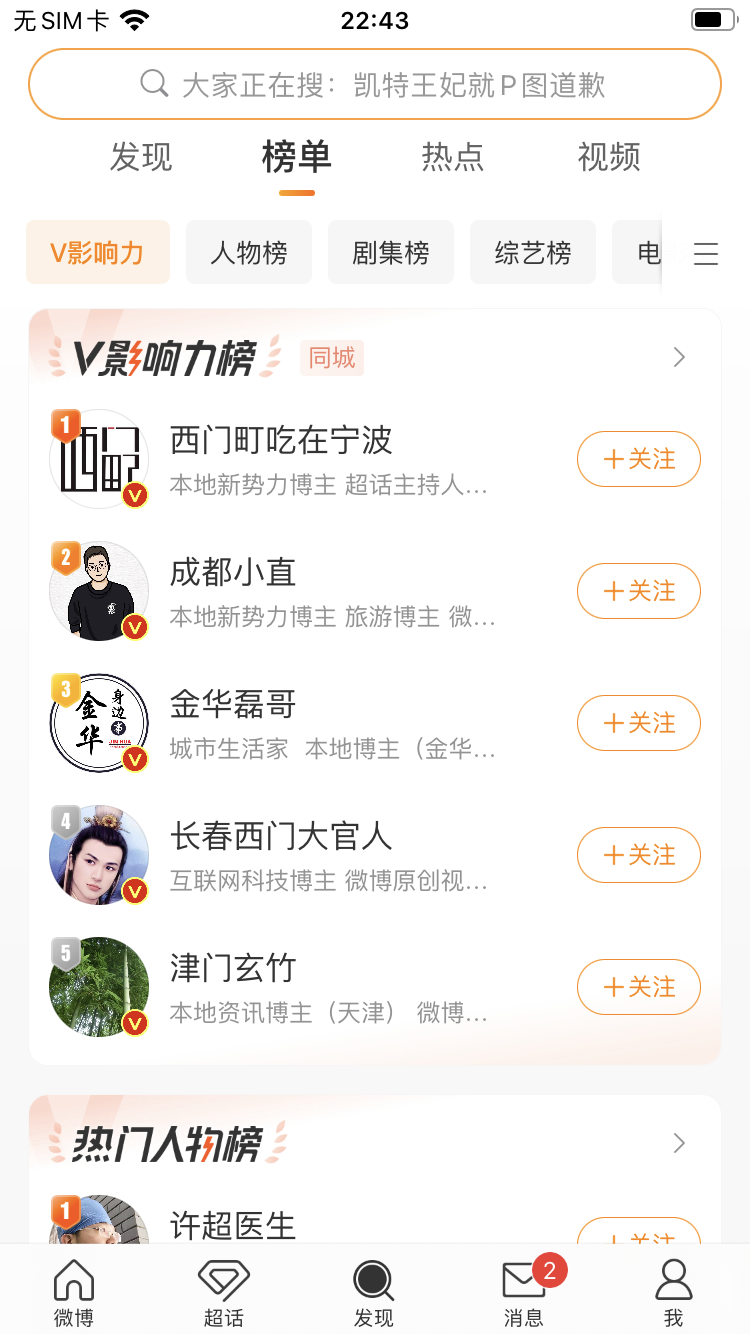 无SIM卡 22:43
大家正在搜：凯特王妃就P图道歉
发现 榜单 热点 视频
V影响力 人物榜 剧集榜 综艺榜 电
V影响力榜 同城
1
西门町
西门町吃在宁波
本地新势力博主 超话主持人...
+关注
2
成都小直
本地新势力博主 旅游博主 微...
+关注
3
金华
身边事
金华磊哥
城市生活家 本地博主（金华...
+关注
4
长春西门大官人
互联网科技博主 微博原创视...
+关注
5
津门玄竹
本地资讯博主（天津） 微博...
+关注
热门人物榜
1
许超医生
+关注
微博 超话 发现 消息 2 我